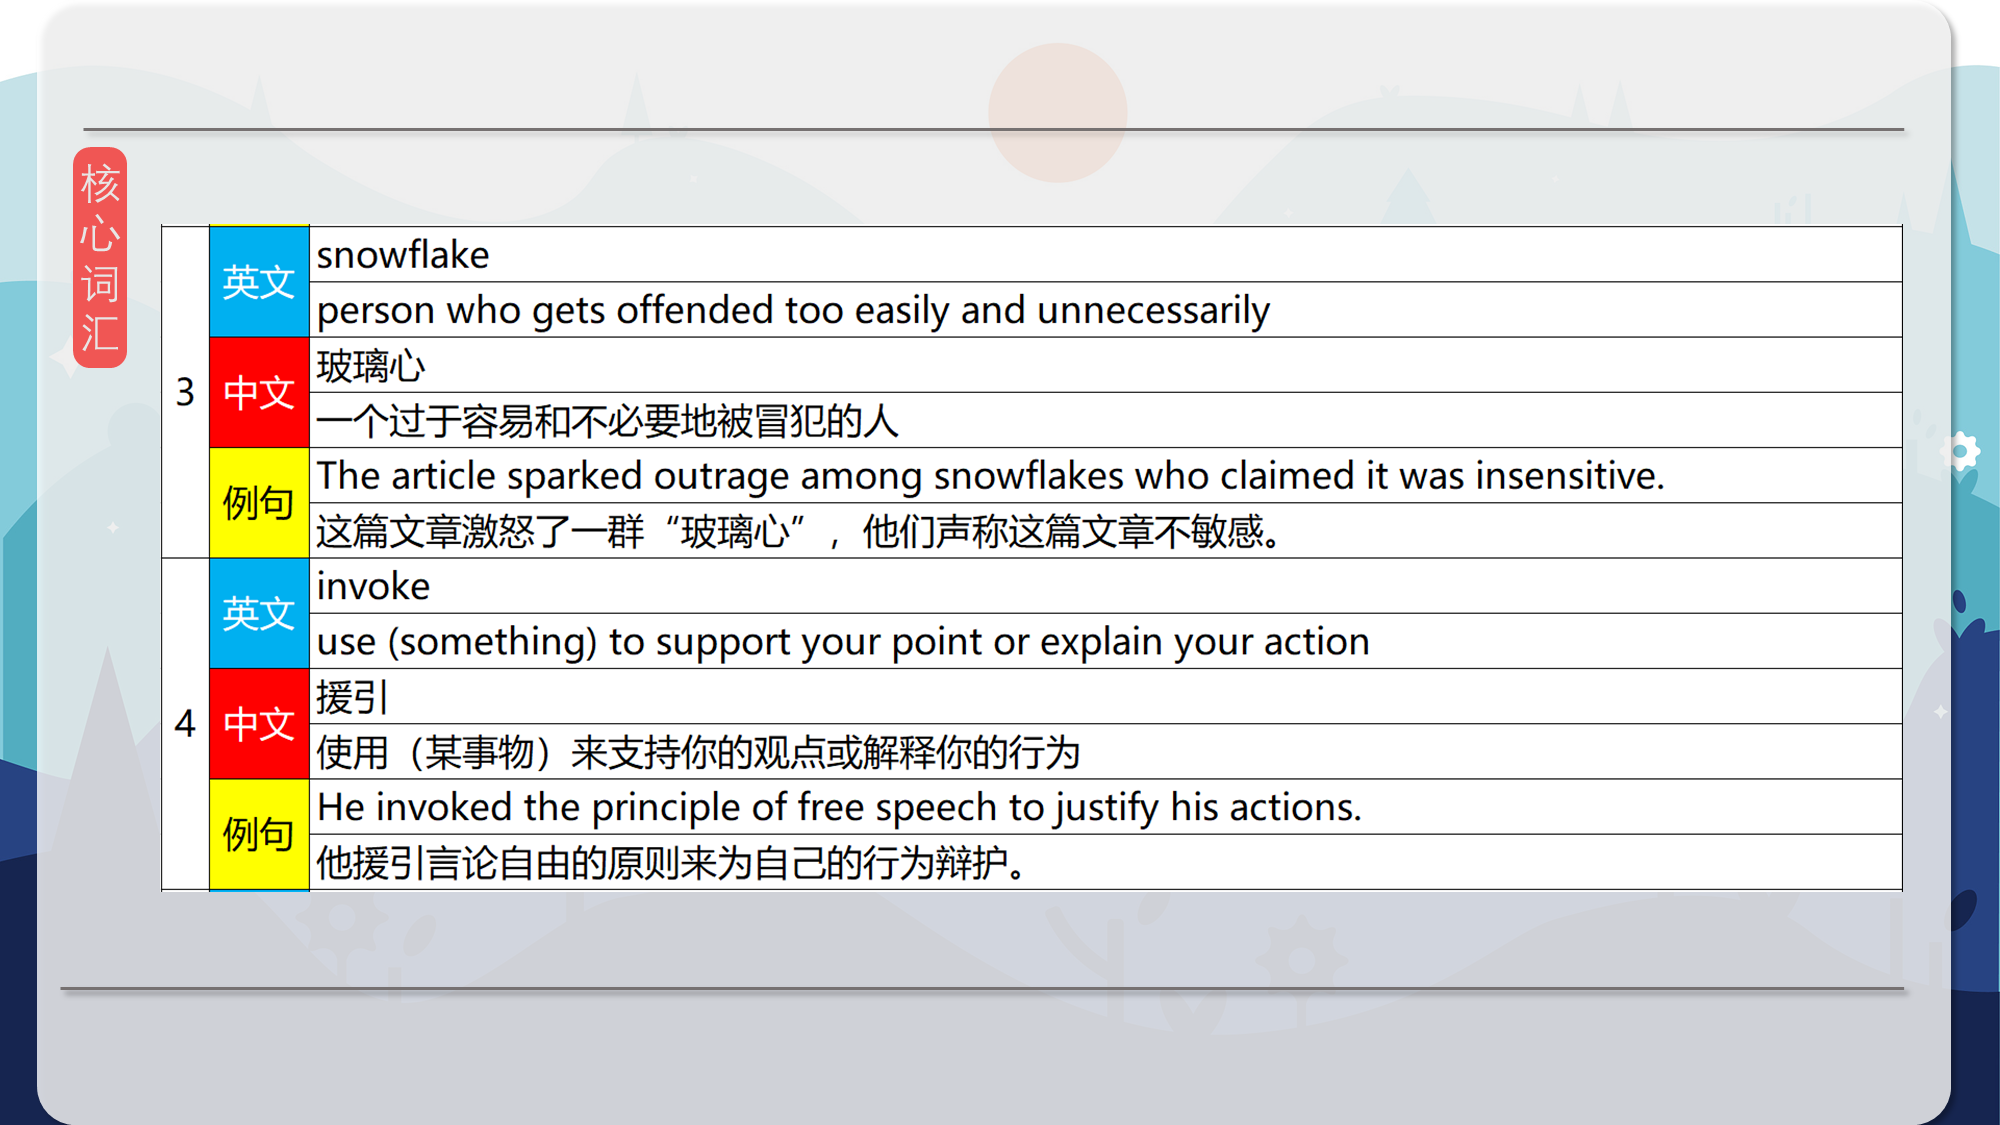 核心词汇
3
英文
snowflake
person who gets offended too easily and unnecessarily
中文
玻璃心
一个过于容易和不必要地被冒犯的人
例句
The article sparked outrage among snowflakes who claimed it was insensitive.
这篇文章激怒了一群“玻璃心”，他们声称这篇文章不敏感。
4
英文
invoke
use (something) to support your point or explain your action
中文
援引
使用（某事物）来支持你的观点或解释你的行为
例句
He invoked the principle of free speech to justify his actions.
他援引言论自由的原则来为自己的行为辩护。